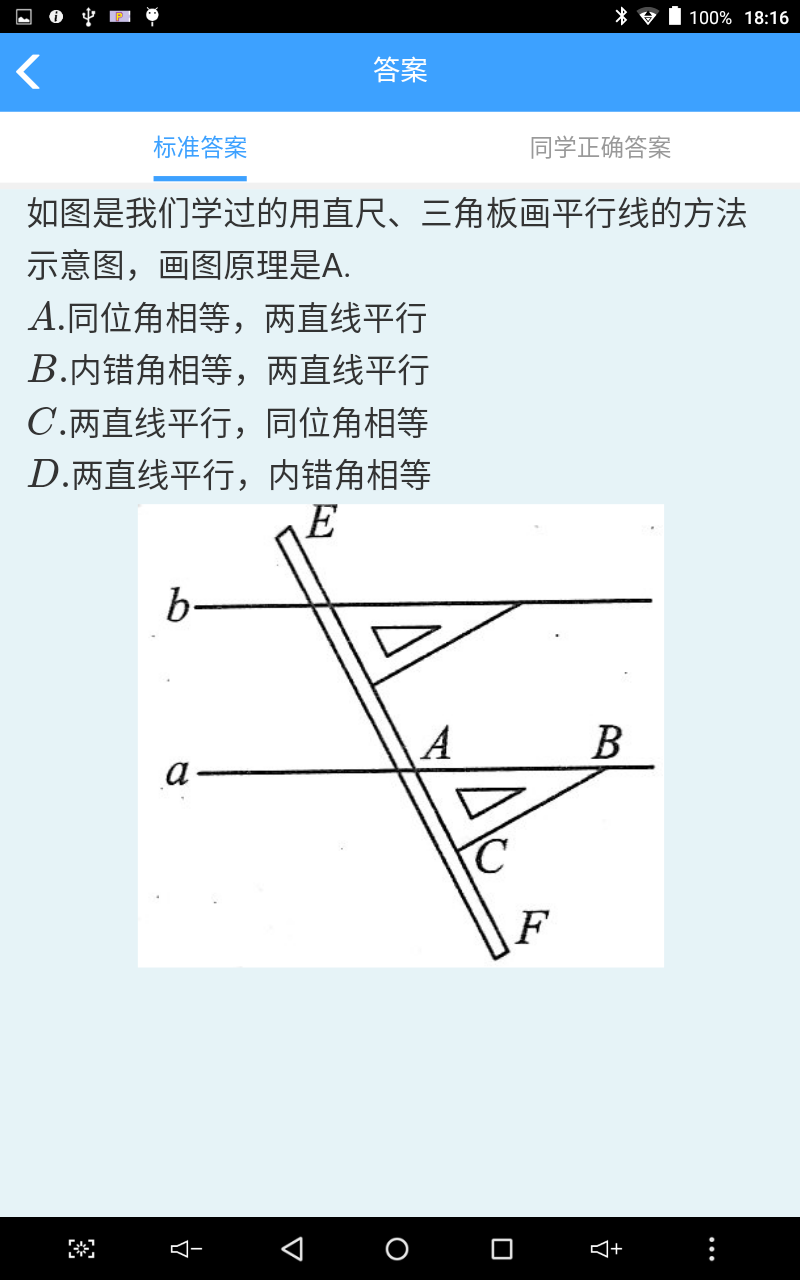 100% 18:16
答案
标准答案 同学正确答案
如图是我们学过的用直尺、三角板画平行线的方法
示意图，画图原理是A.
A.同位角相等，两直线平行
B.内错角相等，两直线平行
C.两直线平行，同位角相等
D.两直线平行，内错角相等
E
b
A
B
a
C
F